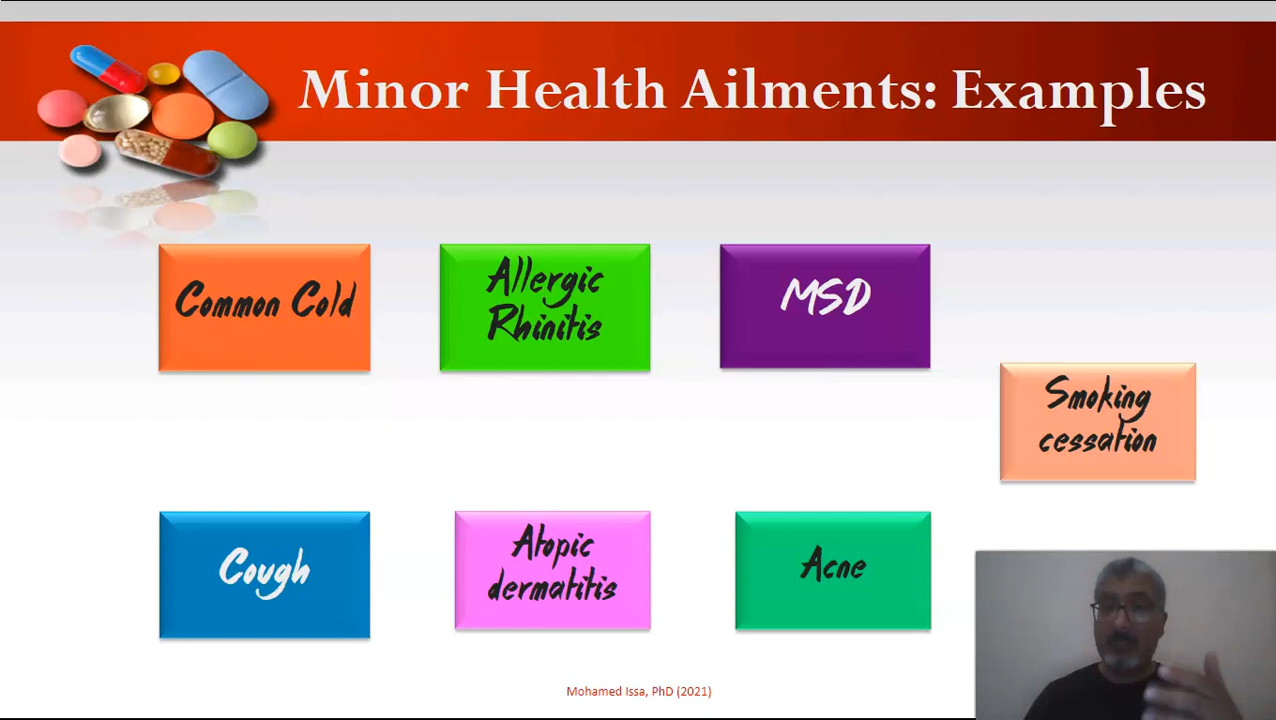 Minor Health Ailments: Examples
Common Cold
Allergic
Rhinitis
MSD
Smoking
cessation
Cough
Atopic
dermatitis
Acne
Mohamed Issa, PhD (2021)